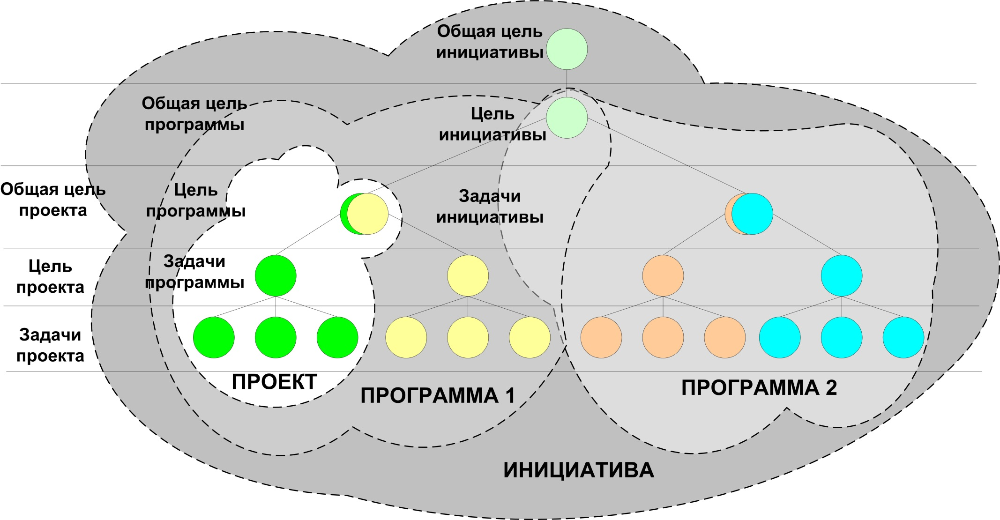 Общая цель
инициативы
Общая цель
программы
Цель
инициативы
Общая цель
проекта
Цель
программы
Задачи
инициативы
Цель
проекта
Задачи
программы
Задачи
проекта
ПРОЕКТ
ПРОГРАММА 1
ПРОГРАММА 2
ИНИЦИАТИВА